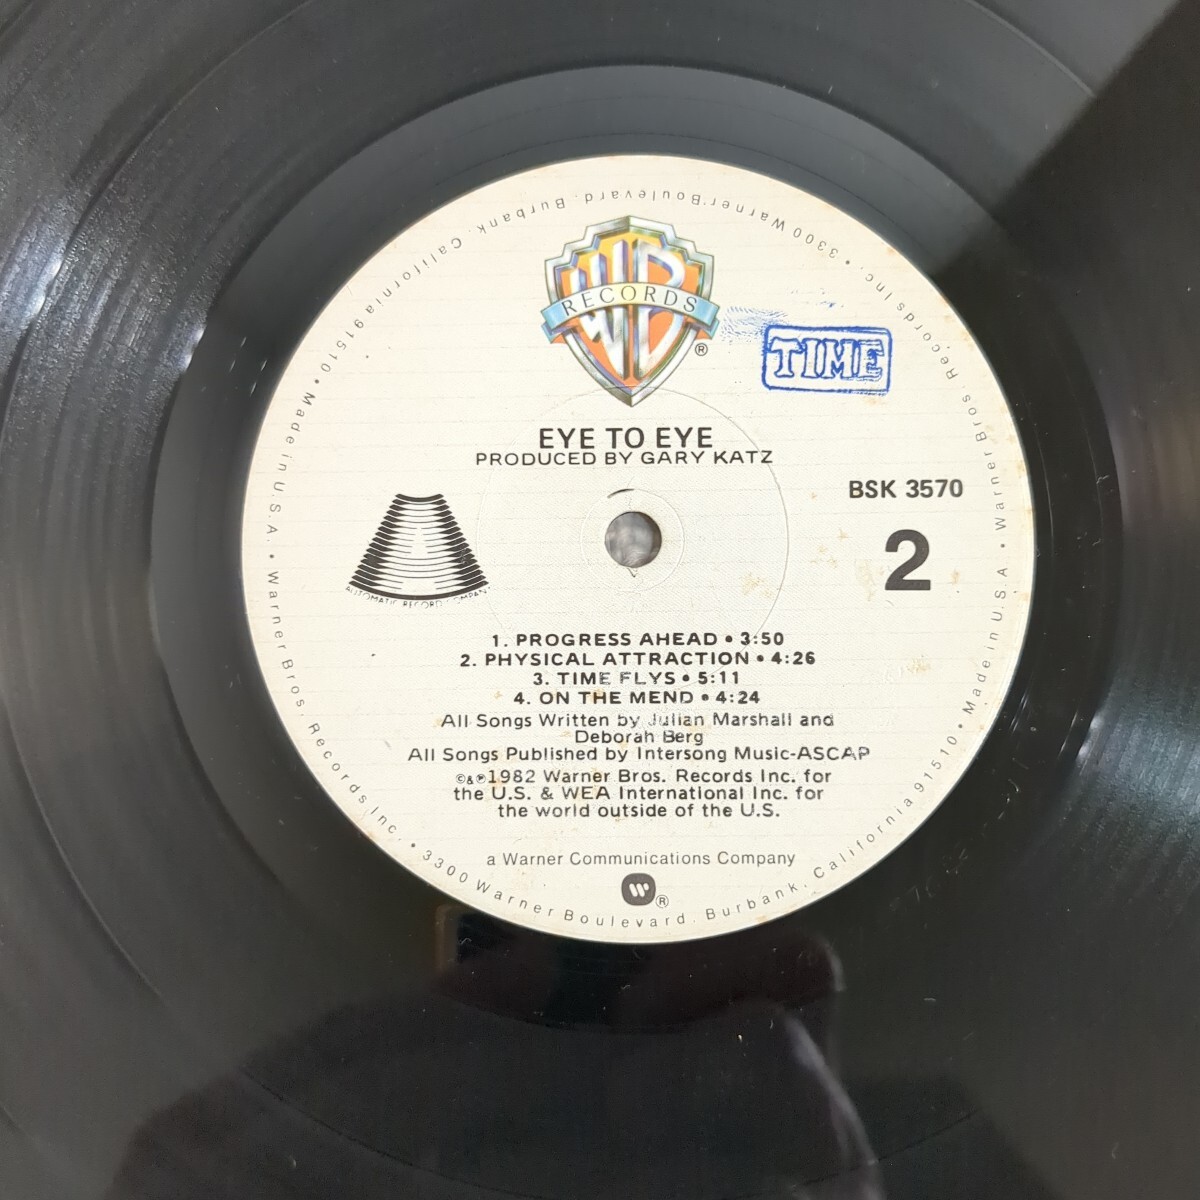 WB
RECORDS
®
TIME
EYE TO EYE
PRODUCED BY GARY KATZ
BSK 3570
2
AUTOMATIC RECORD COMPANY
1. PROGRESS AHEAD • 3:50
2. PHYSICAL ATTRACTION • 4:26
3. TIME FLYS • 5:11
4. ON THE MEND • 4:24
All Songs Written by Julian Marshall and
Deborah Berg
All Songs Published by Intersong Music-ASCAP
©&℗1982 Warner Bros. Records Inc. for
the U.S. & WEA International Inc. for
the world outside of the U.S.
a Warner Communications Company
®
Warner Bros. Records Inc. • 3300 Warner Boulevard, Burbank, California 91510 • Made in U.S.A. •
Warner Bros. Records Inc. • 3300 Warner Boulevard, Burbank, California 91510 • Made in U.S.A. •